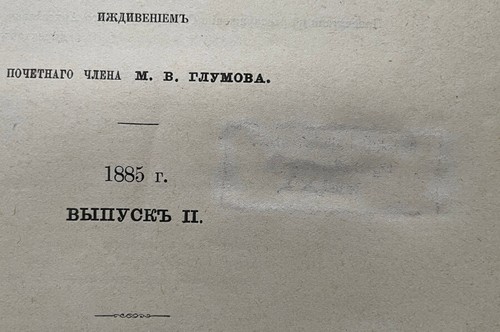 ИЖДИВЕНІЕМЪ
ПОЧЕТНАГО ЧЛЕНА М. В. ГЛУМОВА.
1885 г.
ВЫПУСКЪ II.